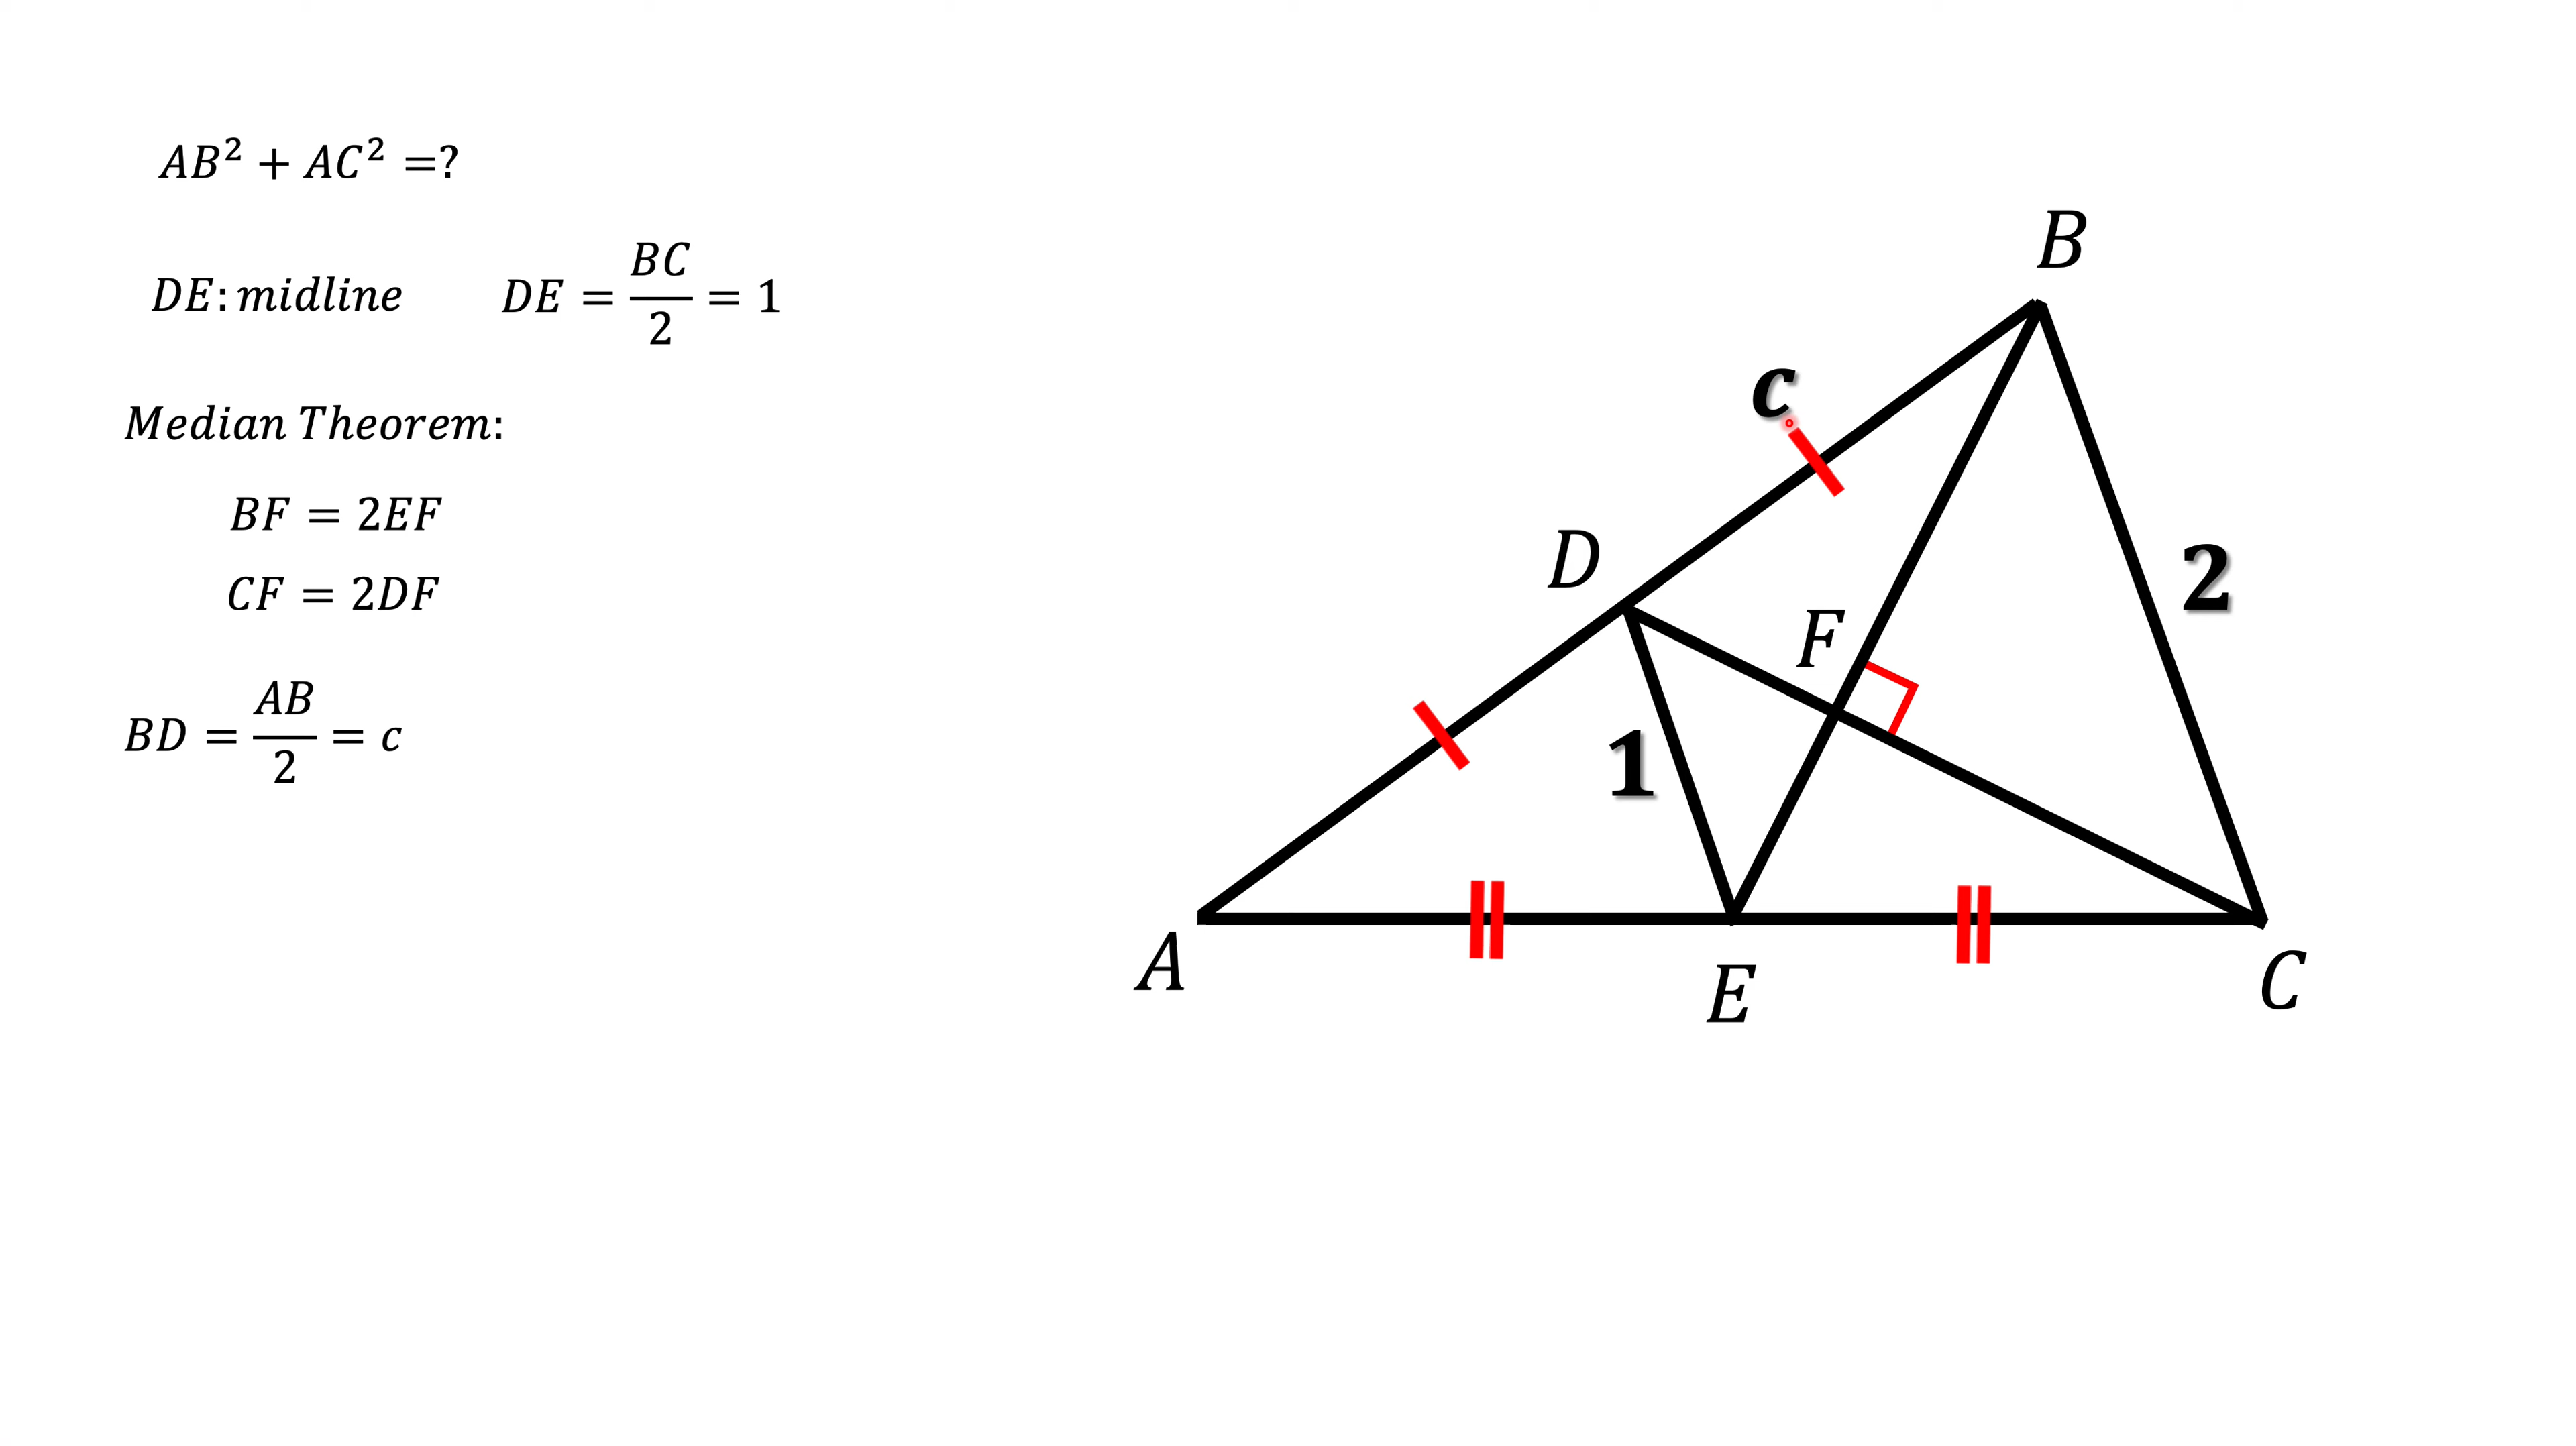 AB² + AC² =?
DE: midline DE = BC/2 = 1
Median Theorem:
BF = 2EF
CF = 2DF
BD = AB/2 = c
B
c
D
2
F
1
A
E
C